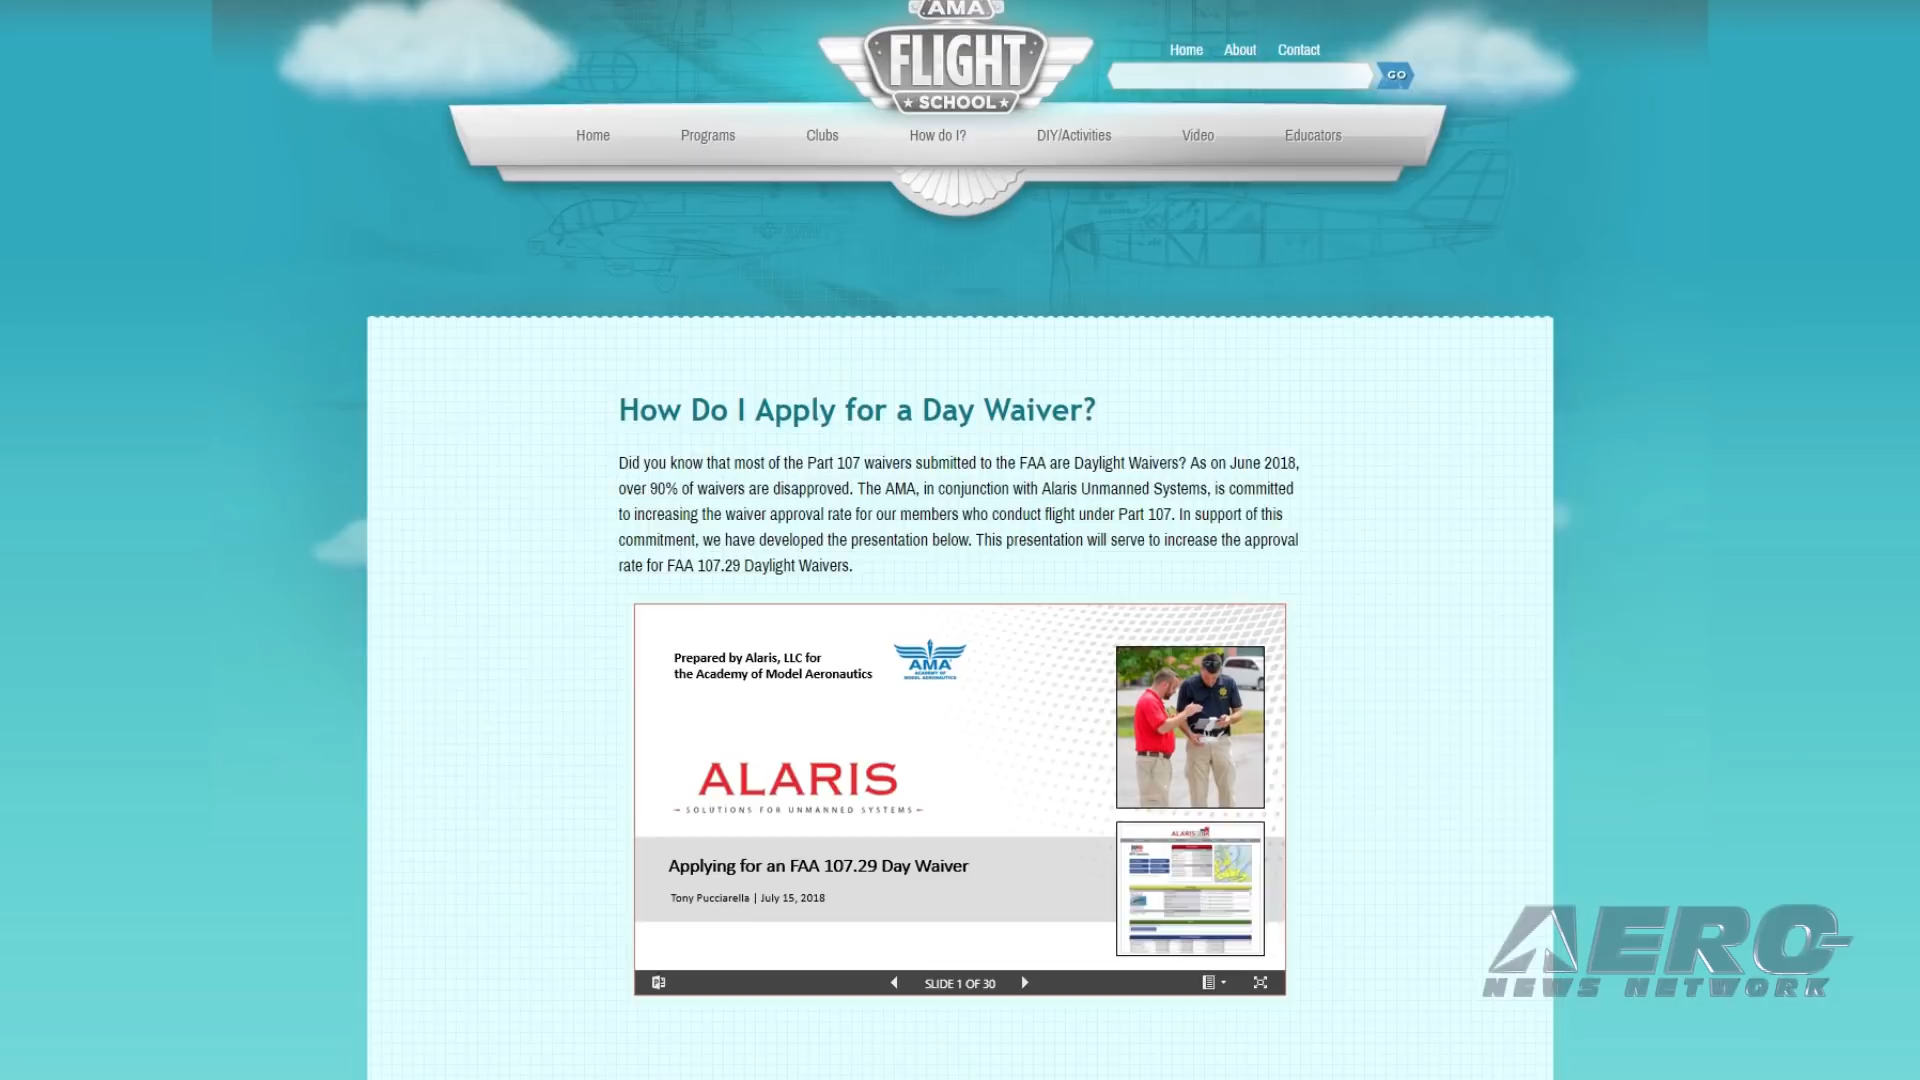 AMA
FLIGHT
SCHOOL
Home About Contact
GO
Home Programs Clubs How do I? DIY/Activities Video Educators
How Do I Apply for a Day Waiver?
Did you know that most of the Part 107 waivers submitted to the FAA are Daylight Waivers? As on June 2018,
over 90% of waivers are disapproved. The AMA, in conjunction with Alaris Unmanned Systems, is committed
to increasing the waiver approval rate for our members who conduct flight under Part 107. In support of this
commitment, we have developed the presentation below. This presentation will serve to increase the approval
rate for FAA 107.29 Daylight Waivers.
Prepared by Alaris, LLC for
the Academy of Model Aeronautics
AMA
ACADEMY OF
MODEL AERONAUTICS
ALARIS
SOLUTIONS FOR UNMANNED SYSTEMS
ALARIS
Applying for an FAA 107.29 Day Waiver
Tony Pucciarella | July 15, 2018
SLIDE 1 OF 30
AERO-
NEWS NETWORK